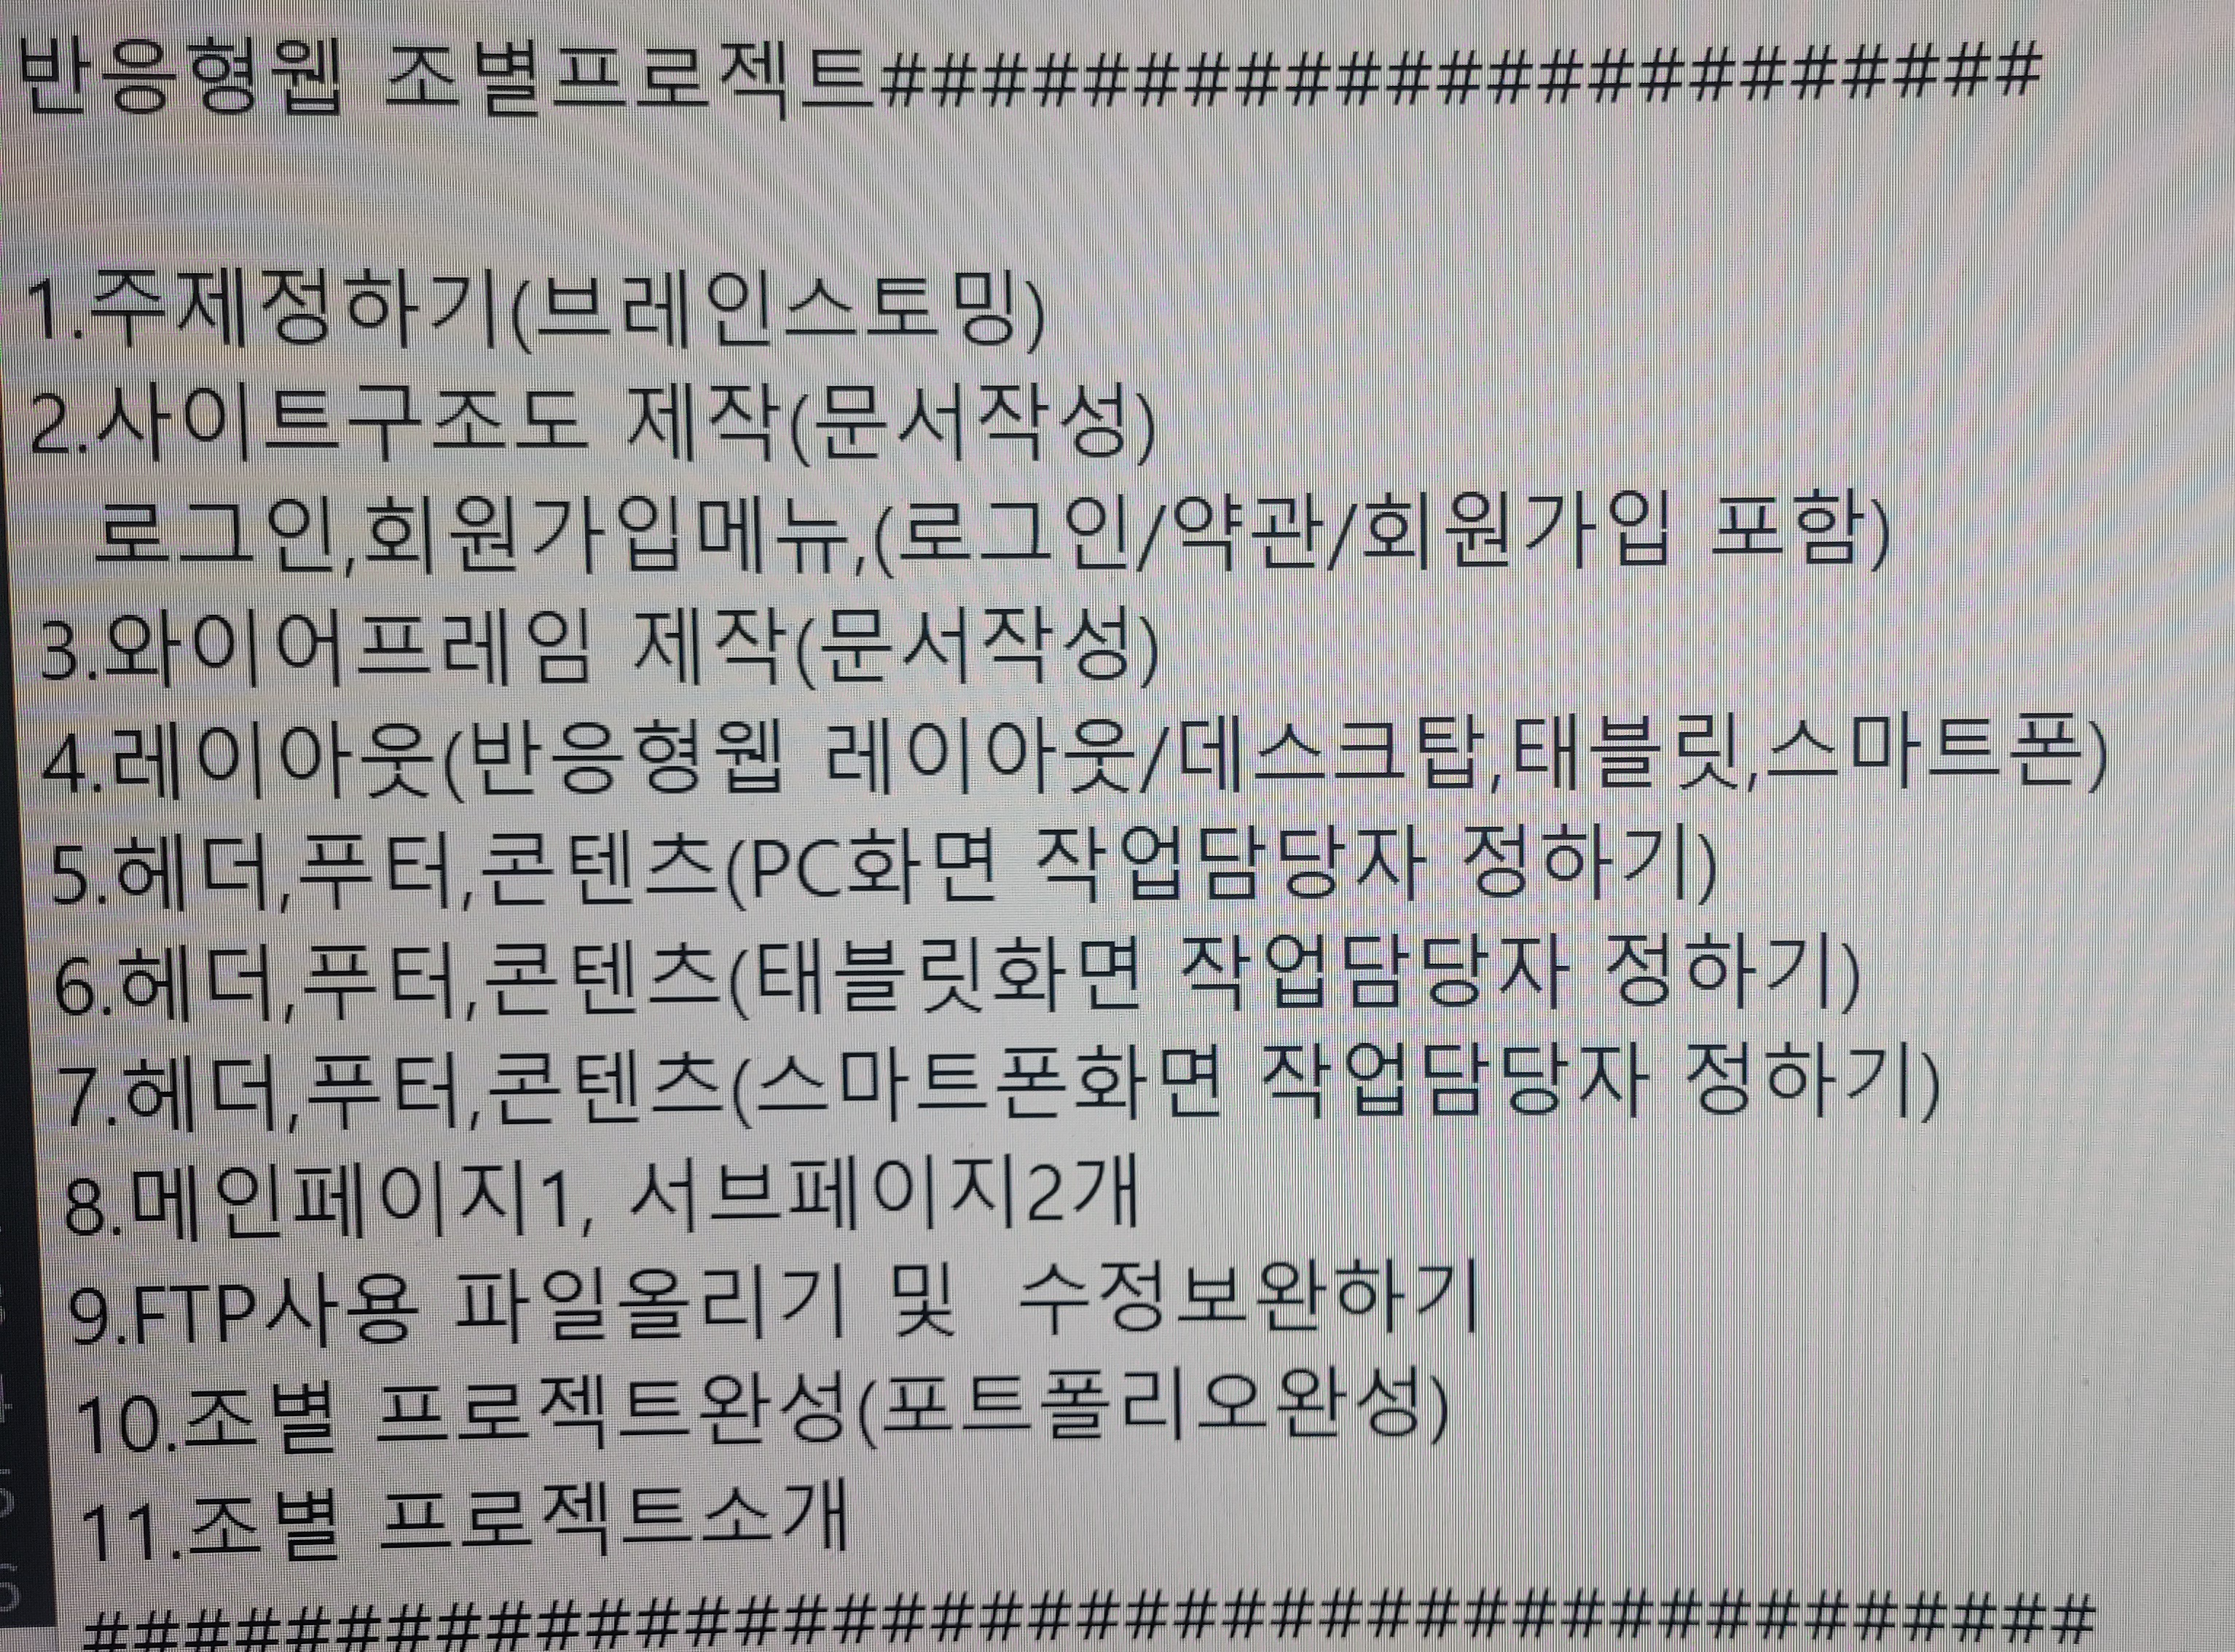 반응형웹 조별프로젝트#######################
1.주제정하기(브레인스토밍)
2.사이트구조도 제작(문서작성)
로그인,회원가입메뉴,(로그인/약관/회원가입 포함)
3.와이어프레임 제작(문서작성)
4.레이아웃(반응형웹 레이아웃/데스크탑,태블릿,스마트폰)
5.헤더,푸터,콘텐츠(PC화면 작업담당자 정하기)
6.헤더,푸터,콘텐츠(태블릿화면 작업담당자 정하기)
7.헤더,푸터,콘텐츠(스마트폰화면 작업담당자 정하기)
8.메인페이지1, 서브페이지2개
9.FTP사용 파일올리기 및  수정보완하기
10.조별 프로젝트완성(포트폴리오완성)
11.조별 프로젝트소개
#########################################